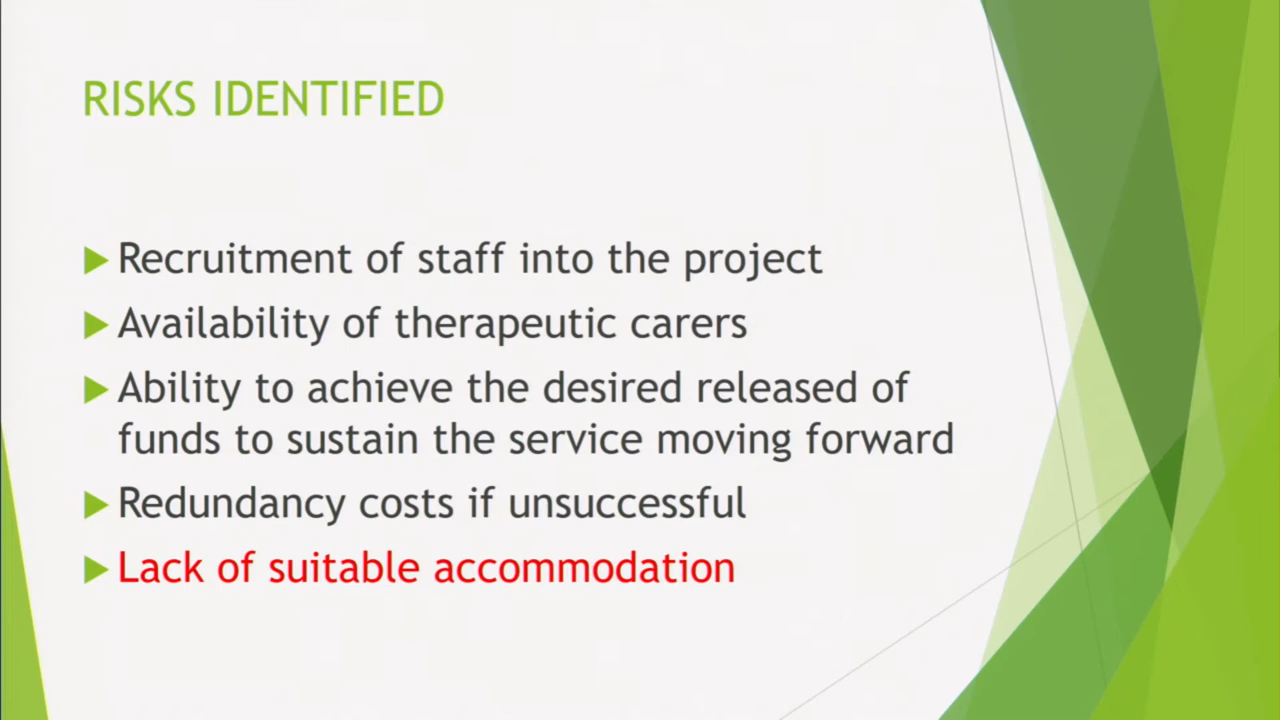 RISKS IDENTIFIED
Recruitment of staff into the project
Availability of therapeutic carers
Ability to achieve the desired released of
funds to sustain the service moving forward
Redundancy costs if unsuccessful
Lack of suitable accommodation